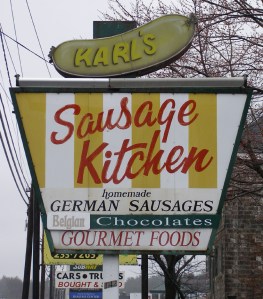 KARL'S
Sausage
Kitchen
homemade
GERMAN SAUSAGES
Belgian Chocolates
GOURMET FOODS
CARS • TRUCKS
BOUGHT & SOLD